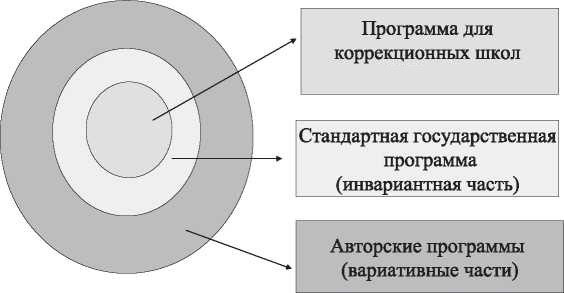 Программа для
коррекционных школ
Стандартная государственная
программа
(инвариантная часть)
Авторские программы
(вариативные части)